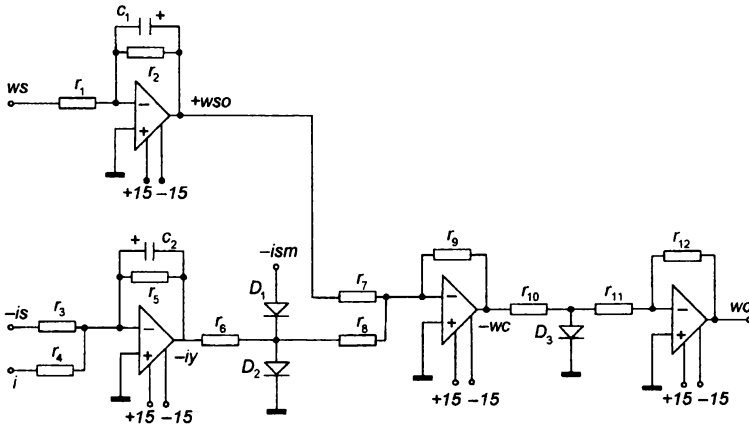 c1 +
r2
ws r1
− +wso
+
+15 −15
+ c2
r5
−is r3
−
+
r4
i
−iy
+15 −15
r6
−ism
D1
D2
r7
r8
r9
−
+
−wc
+15 −15
r10
D3
r11
r12
−
+
wc
+15 −15